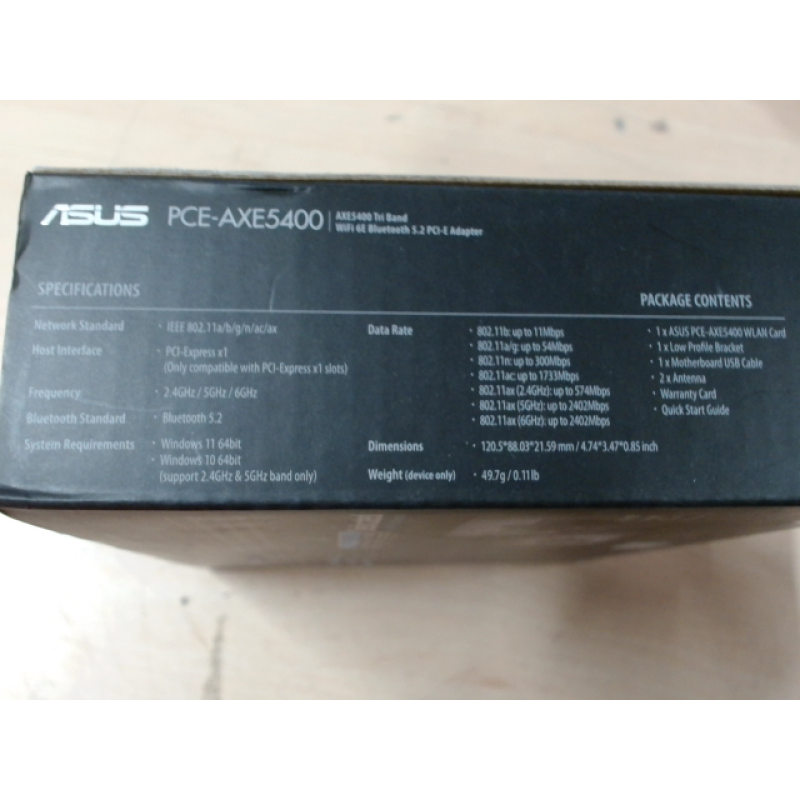 ASUS PCE-AXE5400 | AXE5400 Tri Band
WiFi 6E Bluetooth 5.2 PCI-E Adapter
SPECIFICATIONS
Network Standard • IEEE 802.11a/b/g/n/ac/ax
Host Interface • PCI-Express x1
(Only compatible with PCI-Express x1 slots)
Frequency • 2.4GHz / 5GHz / 6GHz
Bluetooth Standard • Bluetooth 5.2
System Requirements • Windows 11 64bit
• Windows 10 64bit
(support 2.4GHz & 5GHz band only)
Data Rate • 802.11b: up to 11Mbps
• 802.11a/g: up to 54Mbps
• 802.11n: up to 300Mbps
• 802.11ac: up to 1733Mbps
• 802.11ax (2.4GHz): up to 574Mbps
• 802.11ax (5GHz): up to 2402Mbps
• 802.11ax (6GHz): up to 2402Mbps
Dimensions • 120.5*88.03*21.59 mm / 4.74*3.47*0.85 inch
Weight (device only) • 49.7g / 0.11lb
PACKAGE CONTENTS
• 1 x ASUS PCE-AXE5400 WLAN Card
• 1 x Low Profile Bracket
• 1 x Motherboard USB Cable
• 2 x Antenna
• Warranty Card
• Quick Start Guide